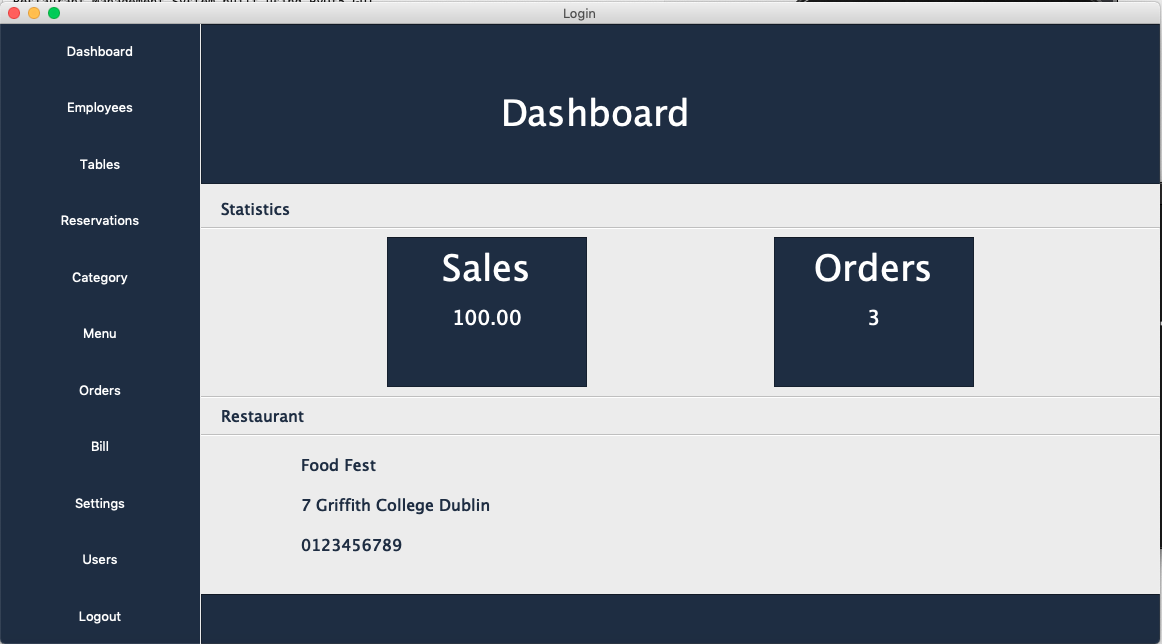 Login
Dashboard
Employees
Tables
Reservations
Category
Menu
Orders
Bill
Settings
Users
Logout
Dashboard
Statistics
Sales
100.00
Orders
3
Restaurant
Food Fest
7 Griffith College Dublin
0123456789